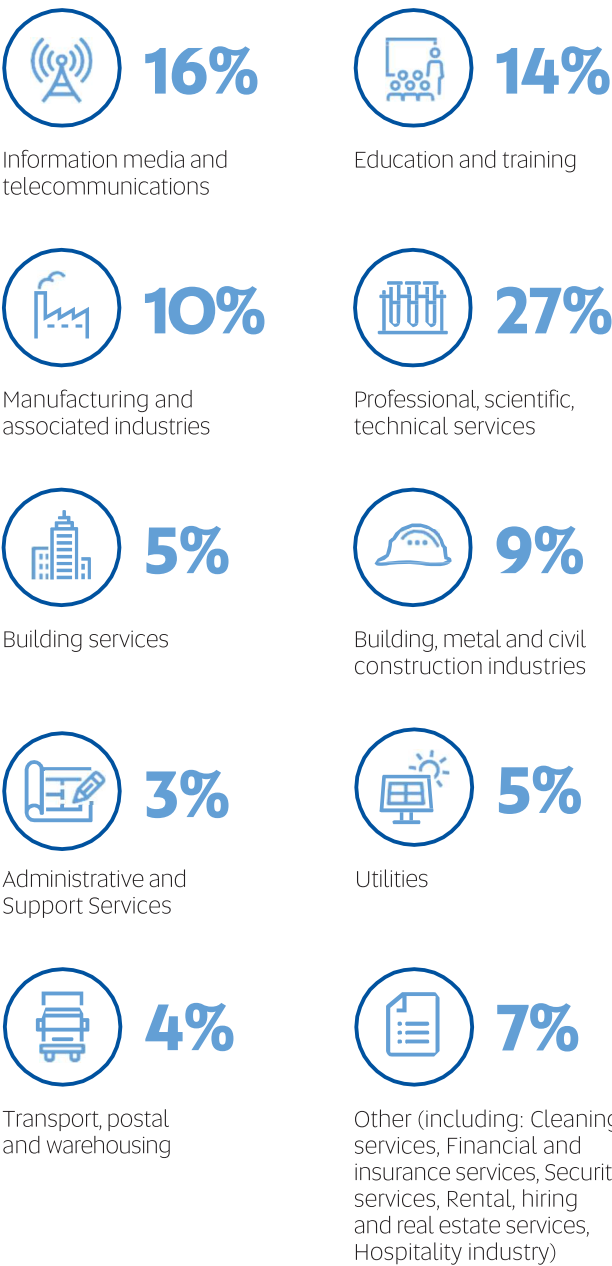 16%
Information media and
telecommunications
14%
Education and training
10%
Manufacturing and
associated industries
27%
Professional, scientific,
technical services
5%
Building services
9%
Building, metal and civil
construction industries
3%
Administrative and
Support Services
5%
Utilities
4%
Transport, postal
and warehousing
7%
Other (including: Cleaning
services, Financial and
insurance services, Securit
services, Rental, hiring
and real estate services,
Hospitality industry)